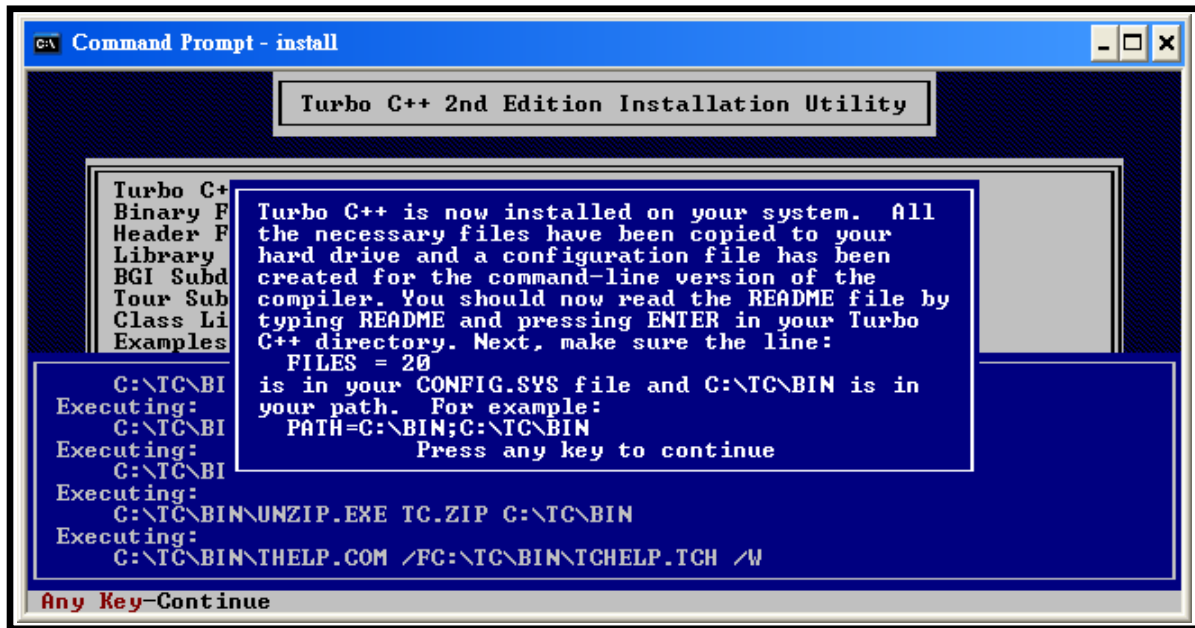 Command Prompt - install
Turbo C++ 2nd Edition Installation Utility
Turbo C+
Binary F
Header F
Library
BGI Subd
Tour Sub
Class Li
Examples
Turbo C++ is now installed on your system.  All
the necessary files have been copied to your
hard drive and a configuration file has been
created for the command-line version of the
compiler. You should now read the README file by
typing README and pressing ENTER in your Turbo
C++ directory. Next, make sure the line:
FILES = 20
is in your CONFIG.SYS file and C:\TC\BIN is in
your path.  For example:
PATH=C:\BIN;C:\TC\BIN
Press any key to continue
C:\TC\BI
Executing:
C:\TC\BI
Executing:
C:\TC\BI
Executing:
C:\TC\BIN\UNZIP.EXE TC.ZIP C:\TC\BIN
Executing:
C:\TC\BIN\THELP.COM /FC:\TC\BIN\TCHELP.TCH /W
Any Key-Continue